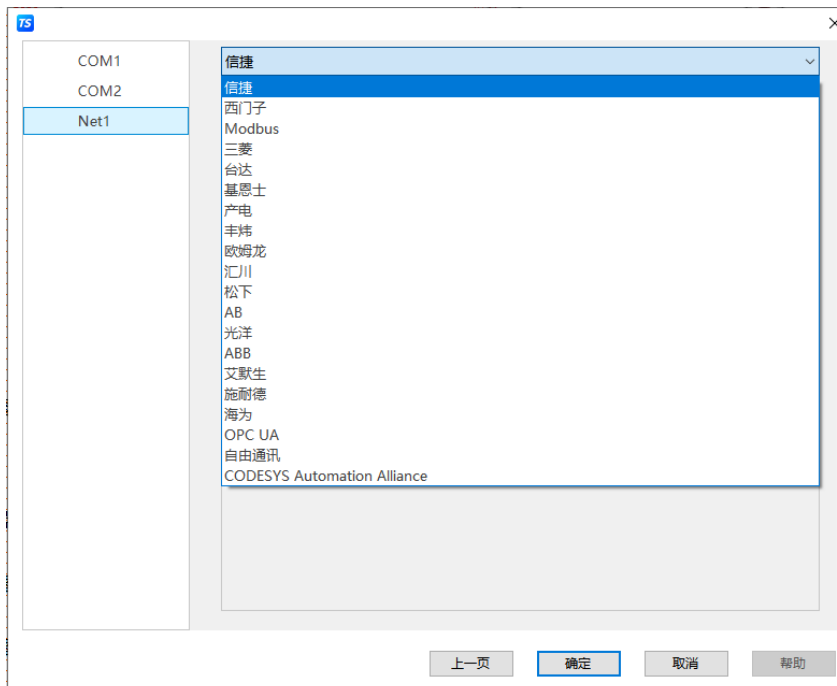 TS
COM1
COM2
Net1
信捷
信捷
西门子
Modbus
三菱
台达
基恩士
产电
丰炜
欧姆龙
汇川
松下
AB
光洋
ABB
艾默生
施耐德
海为
OPC UA
自由通讯
CODESYS Automation Alliance
上一页
确定
取消
帮助